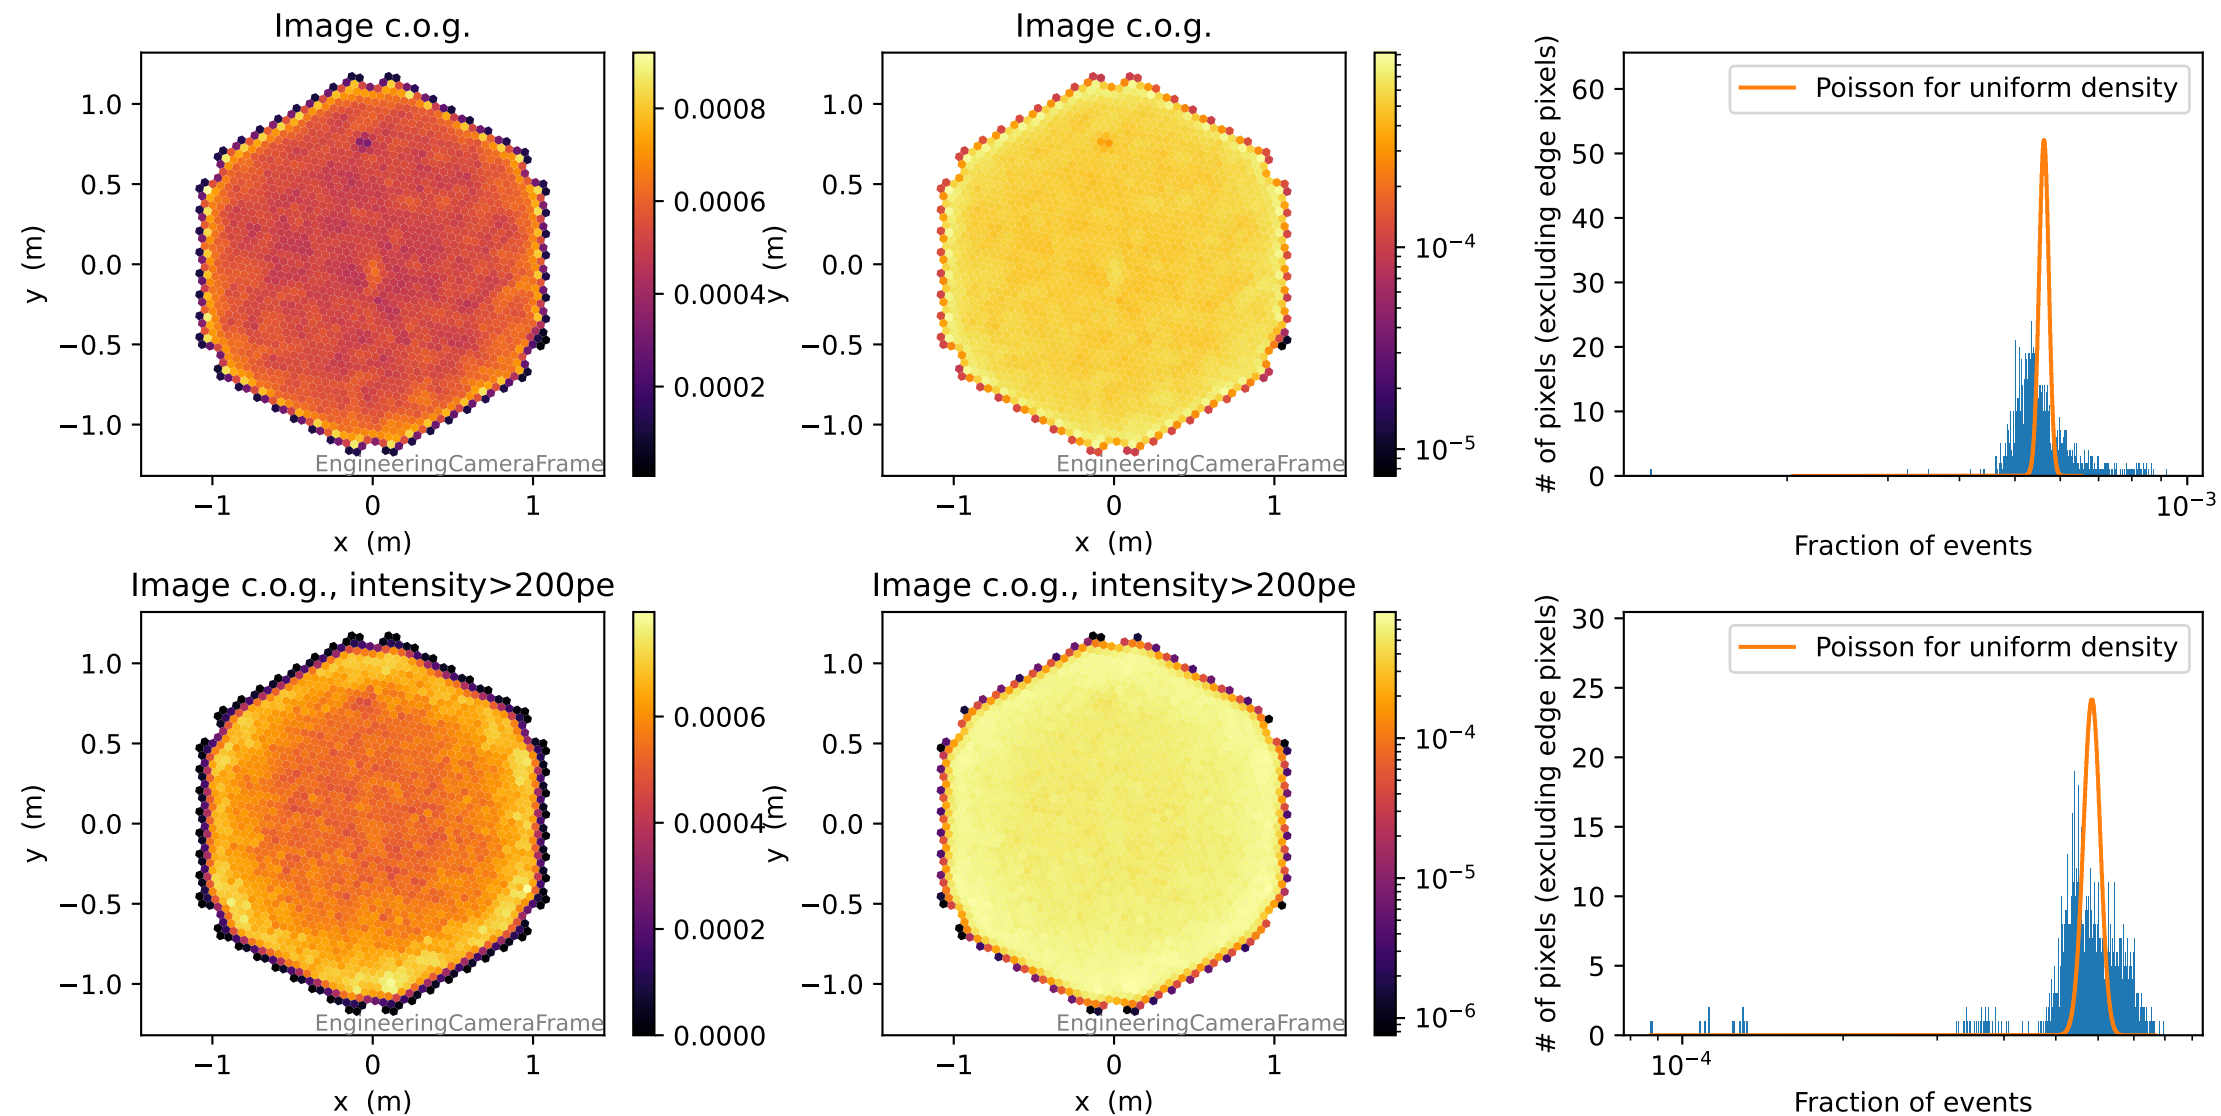 Image c.o.g.
1.0
0.5
0.0
−0.5
−1.0
y (m)
−1
0
1
x (m)
EngineeringCameraFrame
0.0008
0.0006
0.0004
0.0002
Image c.o.g.
1.0
0.5
0.0
−0.5
−1.0
y (m)
−1
0
1
x (m)
EngineeringCameraFrame
10−4
10−5
# of pixels (excluding edge pixels)
60
50
40
30
20
10
0
Poisson for uniform density
10−3
Fraction of events
Image c.o.g., intensity>200pe
1.0
0.5
0.0
−0.5
−1.0
y (m)
−1
0
1
x (m)
EngineeringCameraFrame
0.0006
0.0004
0.0002
0.0000
Image c.o.g., intensity>200pe
1.0
0.5
0.0
−0.5
−1.0
y (m)
−1
0
1
x (m)
EngineeringCameraFrame
10−4
10−5
10−6
# of pixels (excluding edge pixels)
30
25
20
15
10
5
0
Poisson for uniform density
10−4
Fraction of events